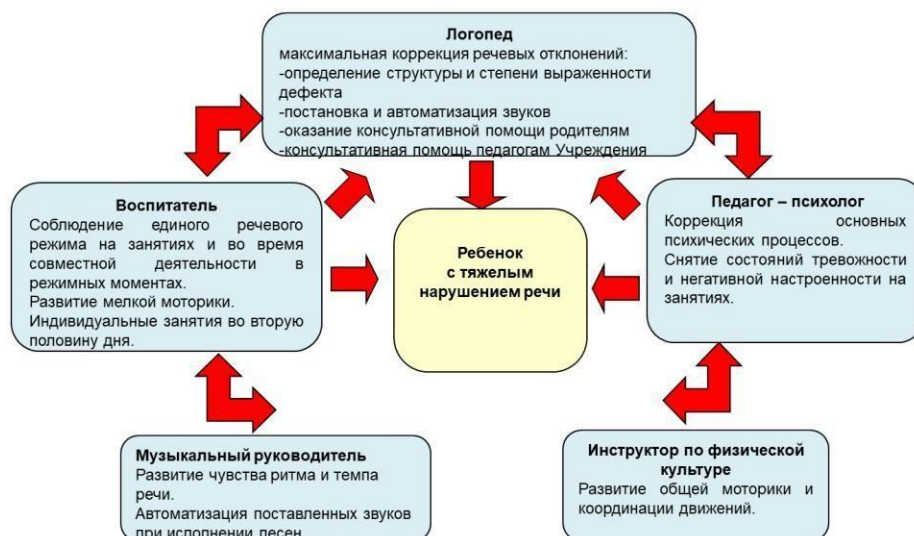 Логопед
максимальная коррекция речевых отклонений:
-определение структуры и степени выраженности
дефекта
-постановка и автоматизация звуков
-оказание консультативной помощи родителям
-консультативная помощь педагогам Учреждения
Воспитатель
Соблюдение единого речевого
режима на занятиях и во время
совместной деятельности в
режимных моментах.
Развитие мелкой моторики.
Индивидуальные занятия во вторую
половину дня.
Ребенок
с тяжелым
нарушением речи
Педагог – психолог
Коррекция основных
психических процессов.
Снятие состояний тревожности
и негативной настроенности на
занятиях.
Музыкальный руководитель
Развитие чувства ритма и темпа
речи.
Автоматизация поставленных звуков
при исполнении песен
Инструктор по физической
культуре
Развитие общей моторики и
координации движений.